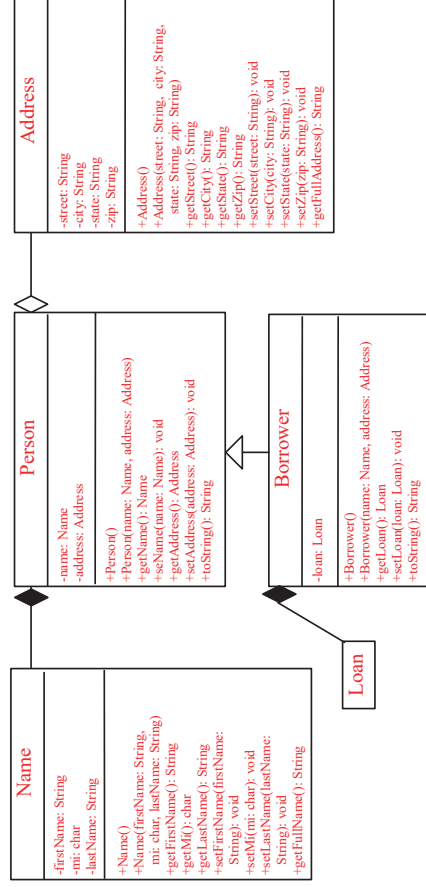 Name
-firstName: String
-mi: char
-lastName: String
+Name()
+Name(firstName: String,
mi: char, lastName: String)
+getFirstName(): String
+getMi(): char
+getLastName(): String
+setFirstName(firstName:
String): void
+setMi(mi: char): void
+setLastName(lastName:
String): void
+getFullName(): String
Person
-name: Name
-address: Address
+Person()
+Person(name: Name, address: Address)
+getName(): Name
+seName(name: Name): void
+getAddress(): Address
+setAddress(address: Address): void
+toString(): String
Address
-street: String
-city: String
-state: String
-zip: String
+Address()
+Address(street: String, city: String,
state: String, zip: String)
+getStreet(): String
+getCity(): String
+getState(): String
+getZip(): String
+setStreet(street: String): void
+setCity(city: String): void
+setState(state: String): void
+setZip(zip: String): void
+getFullAddress(): String
Loan
Borrower
-loan: Loan
+Borrower()
+Borrower(name: Name, address: Address)
+getLoan(): Loan
+setLoan(loan: Loan): void
+toString(): String